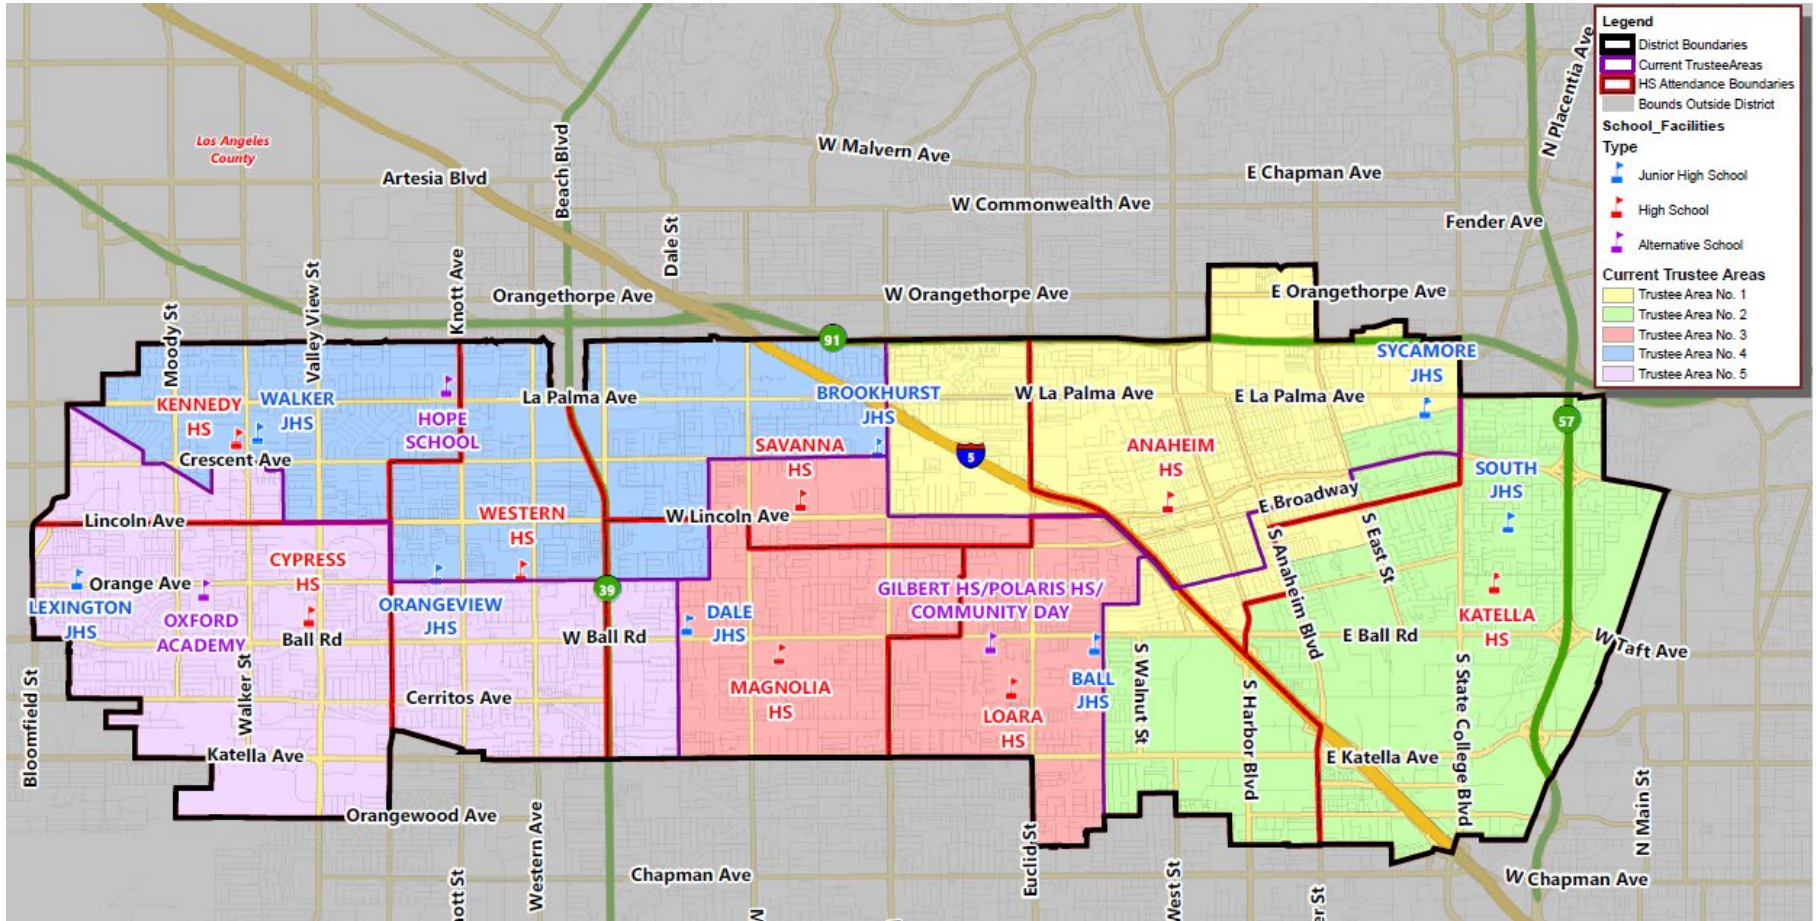 Legend
District Boundaries
Current TrusteeAreas
HS Attendance Boundaries
Bounds Outside District
School_Facilities
Type
Junior High School
High School
Alternative School
Current Trustee Areas
Trustee Area No. 1
Trustee Area No. 2
Trustee Area No. 3
Trustee Area No. 4
Trustee Area No. 5
Los Angeles
County
Artesia Blvd
Beach Blvd
W Malvern Ave
E Chapman Ave
N Placentia Ave
W Commonwealth Ave
Fender Ave
Dale St
Knott Ave
Valley View St
Moody St
Orangethorpe Ave
W Orangethorpe Ave
E Orangethorpe Ave
91
SYCAMORE
JHS
KENNEDY
HS
WALKER
JHS
HOPE
SCHOOL
La Palma Ave
BROOKHURST
JHS
W La Palma Ave
E La Palma Ave
57
Crescent Ave
SAVANNA
HS
5
ANAHEIM
HS
SOUTH
JHS
E Broadway
Lincoln Ave
WESTERN
HS
W Lincoln Ave
S East St
S Anaheim Blvd
CYPRESS
HS
Orange Ave
LEXINGTON
JHS
OXFORD
ACADEMY
ORANGEVIEW
JHS
39
DALE
JHS
GILBERT HS/POLARIS HS/
COMMUNITY DAY
KATELLA
HS
Ball Rd
W Ball Rd
E Ball Rd
W Taft Ave
Bloomfield St
Walker St
Cerritos Ave
MAGNOLIA
HS
LOARA
HS
BALL
JHS
S Walnut St
S Harbor Blvd
S State College Blvd
Katella Ave
E Katella Ave
Orangewood Ave
Western Ave
Euclid St
N Main St
Chapman Ave
West St
W Chapman Ave